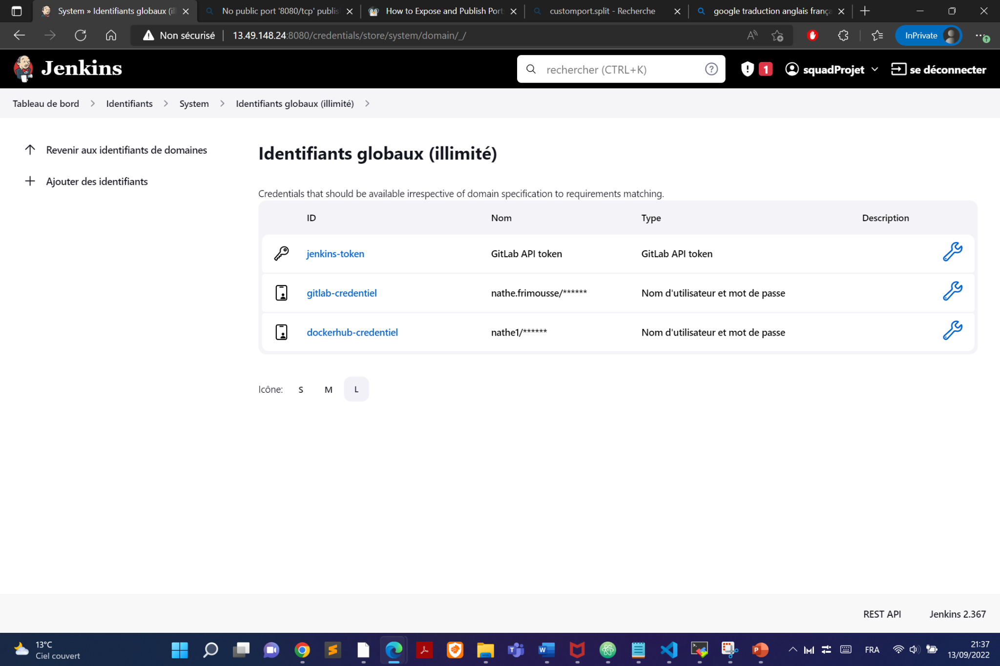 System » Identifiants globaux (il
No public port '8080/tcp' publis
How to Expose and Publish Port
customport.split - Recherche
google traduction anglais frança
Non sécurisé
13.49.148.24:8080/credentials/store/system/domain/_/
InPrivate
Jenkins
rechercher (CTRL+K)
1
squadProjet
se déconnecter
Tableau de bord
Identifiants
System
Identifiants globaux (illimité)
Revenir aux identifiants de domaines
Ajouter des identifiants
Identifiants globaux (illimité)
Credentials that should be available irrespective of domain specification to requirements matching.
ID Nom Type Description
jenkins-token GitLab API token GitLab API token
gitlab-credentiel nathe.frimousse/****** Nom d'utilisateur et mot de passe
dockerhub-credentiel nathe1/****** Nom d'utilisateur et mot de passe
Icône: S M L
REST API Jenkins 2.367
13°C
Ciel couvert
FRA
21:37
13/09/2022